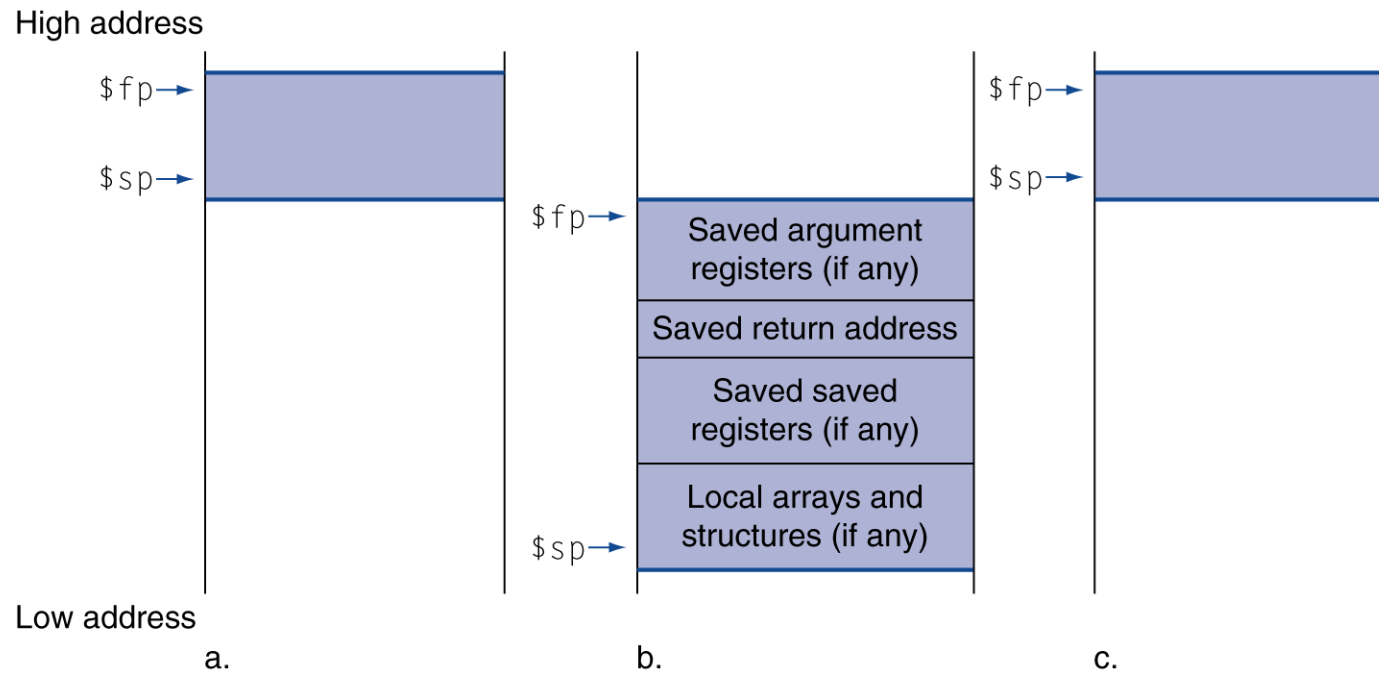 High address
$fp
$sp
$fp
Saved argument
registers (if any)
Saved return address
Saved saved
registers (if any)
Local arrays and
structures (if any)
$sp
$fp
$sp
Low address
a.
b.
c.